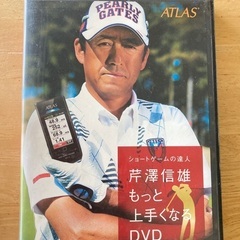 ATLAS
PEARLY
GATES
ショートゲームの達人
芹澤信雄
もっと
上手くなる
DVD